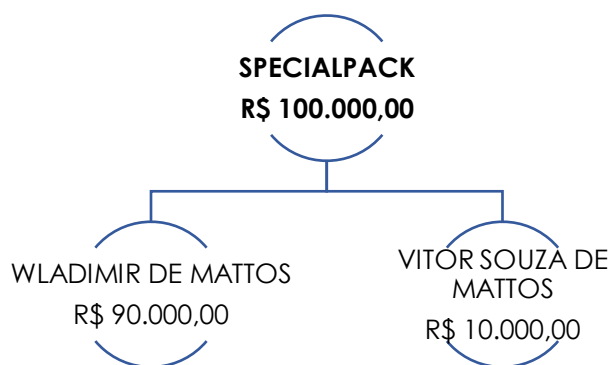 SPECIALPACK
R$ 100.000,00
WLADIMIR DE MATTOS
R$ 90.000,00
VITOR SOUZA DE
MATTOS
R$ 10.000,00